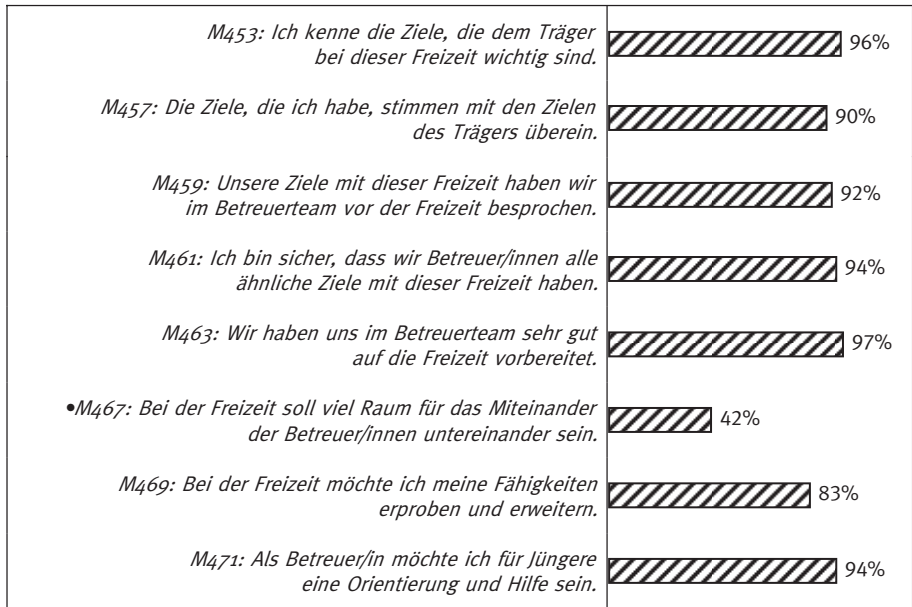 M453: Ich kenne die Ziele, die dem Träger
bei dieser Freizeit wichtig sind.
96%
M457: Die Ziele, die ich habe, stimmen mit den Zielen
des Trägers überein.
90%
M459: Unsere Ziele mit dieser Freizeit haben wir
im Betreuerteam vor der Freizeit besprochen.
92%
M461: Ich bin sicher, dass wir Betreuer/innen alle
ähnliche Ziele mit dieser Freizeit haben.
94%
M463: Wir haben uns im Betreuerteam sehr gut
auf die Freizeit vorbereitet.
97%
•M467: Bei der Freizeit soll viel Raum für das Miteinander
der Betreuer/innen untereinander sein.
42%
M469: Bei der Freizeit möchte ich meine Fähigkeiten
erproben und erweitern.
83%
M471: Als Betreuer/in möchte ich für Jüngere
eine Orientierung und Hilfe sein.
94%